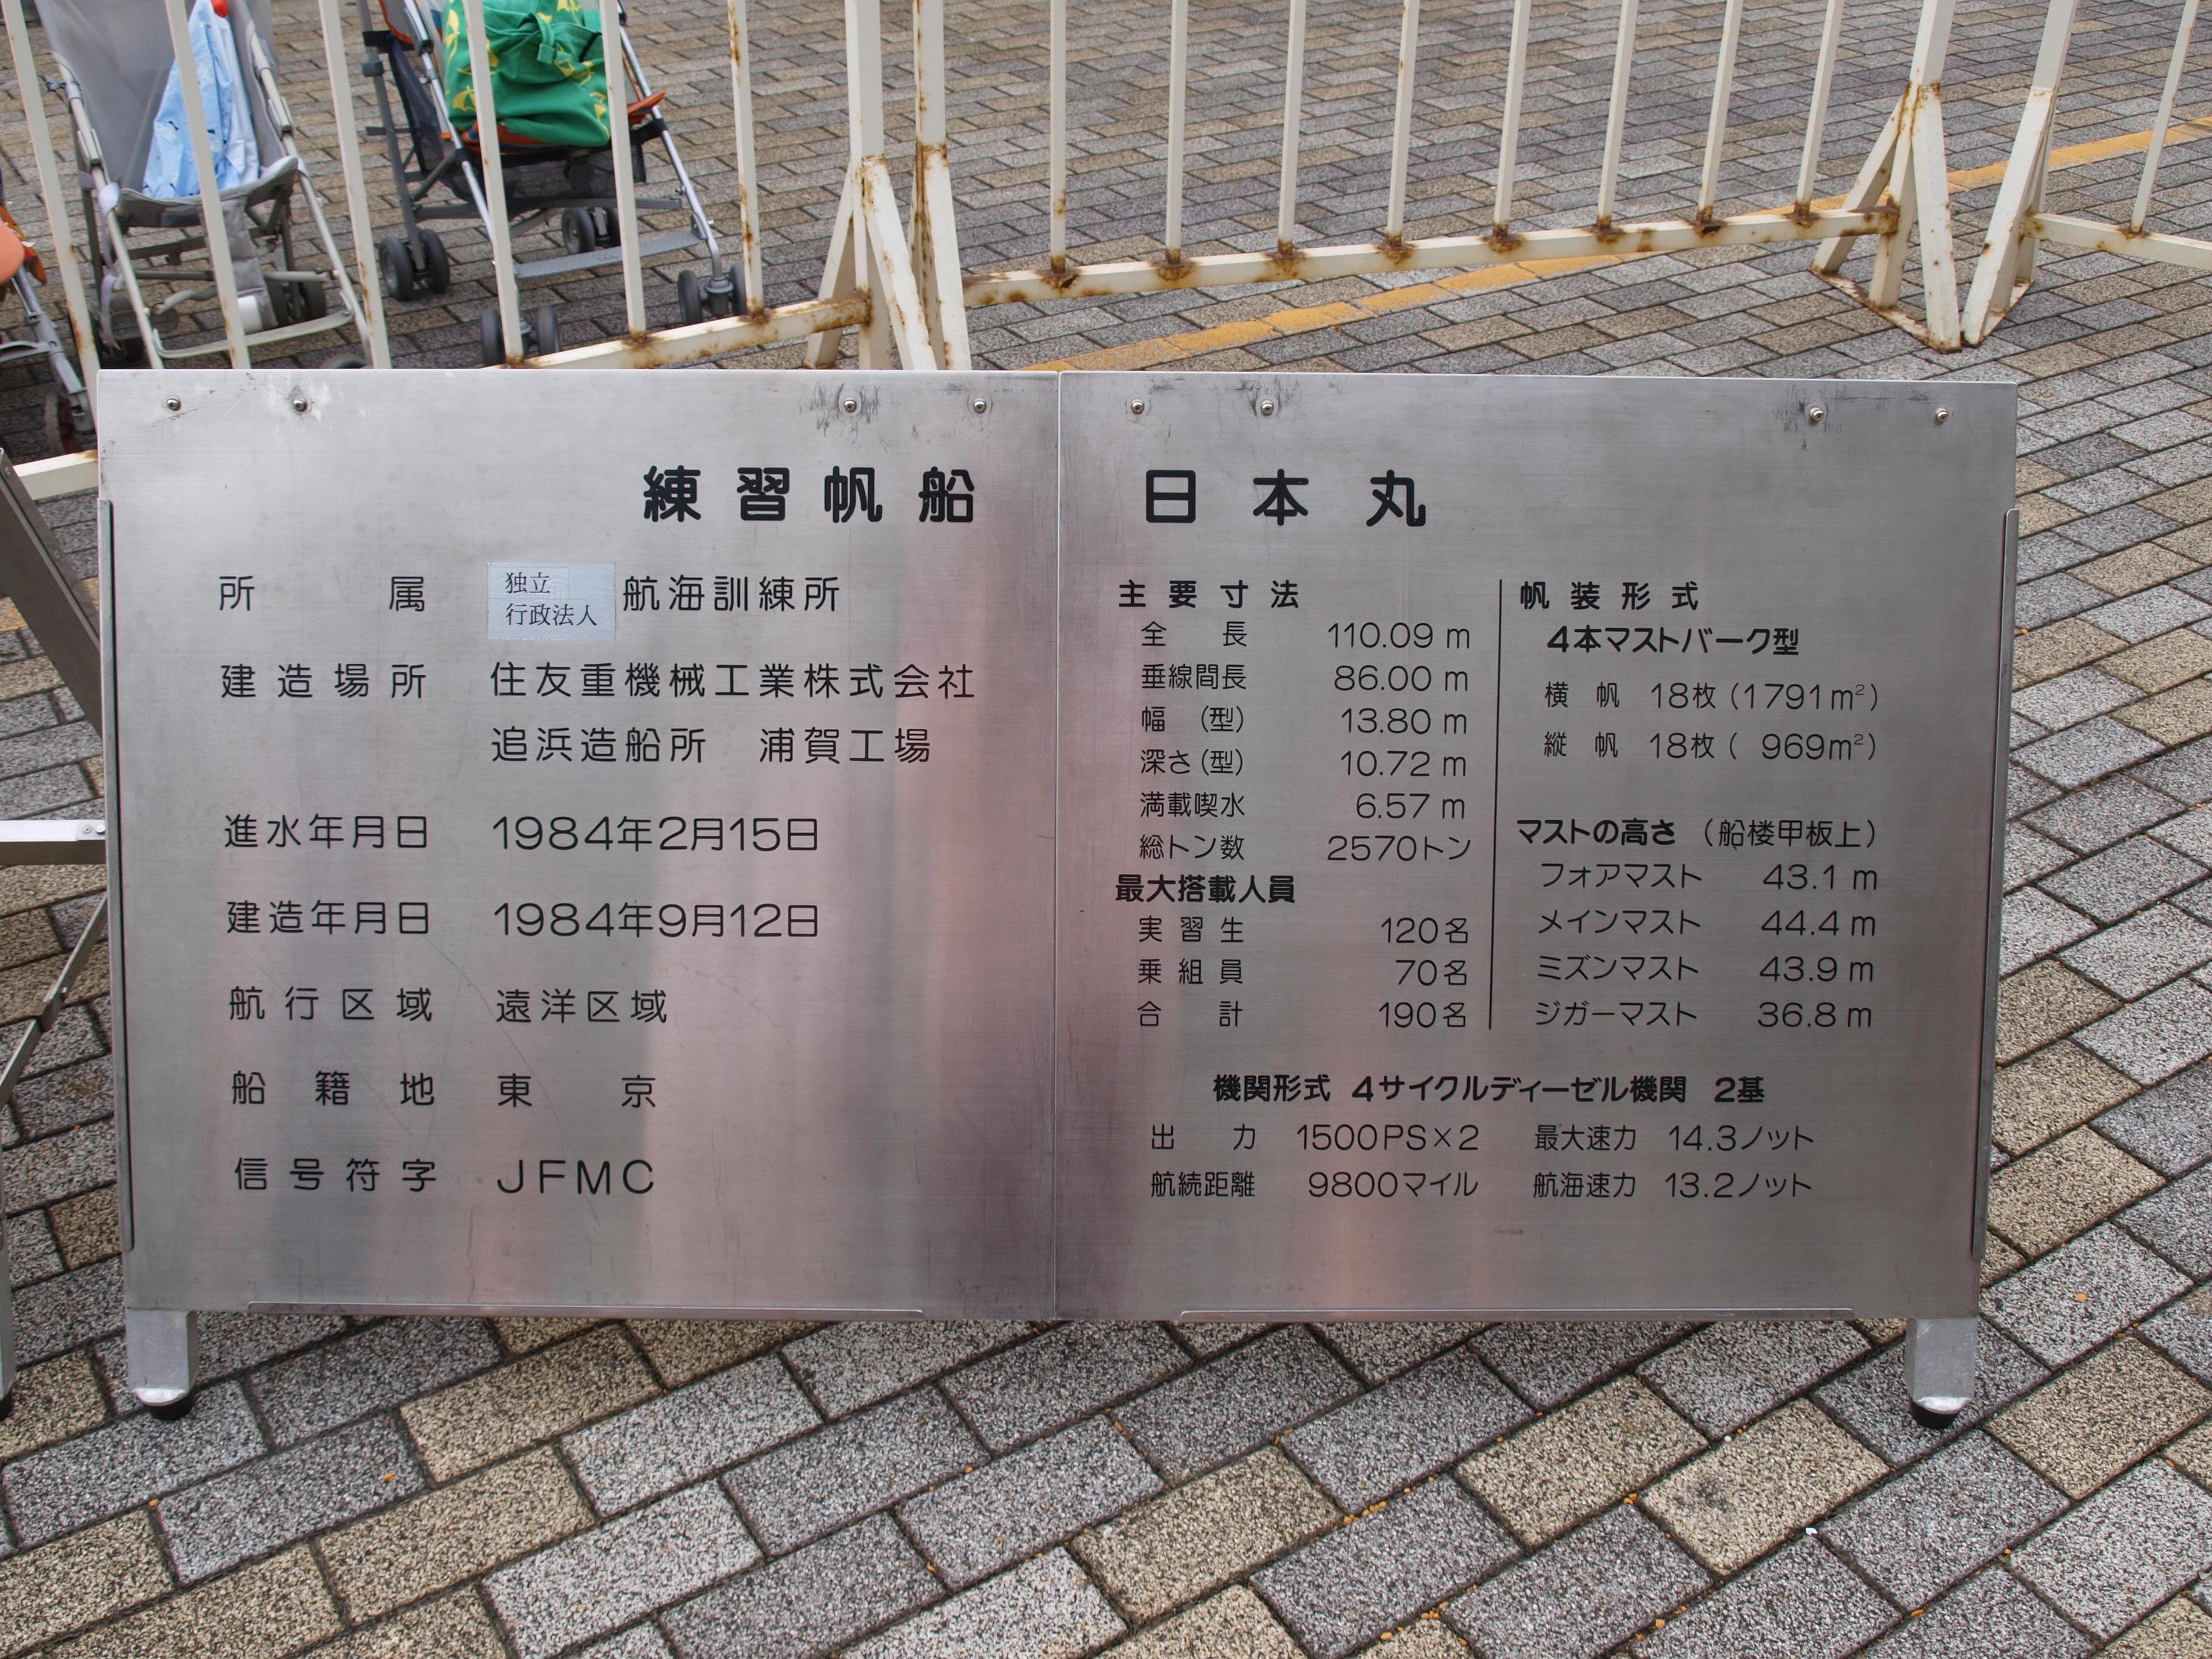 練習帆船 日本丸
所属 独立行政法人 航海訓練所
建造場所 住友重機械工業株式会社
追浜造船所 浦賀工場
進水年月日 1984年2月15日
建造年月日 1984年9月12日
航行区域 遠洋区域
船籍地 東京
信号符字 JFMC
主要寸法
全長 110.09 m
垂線間長 86.00 m
幅 (型) 13.80 m
深さ(型) 10.72 m
満載喫水 6.57 m
総トン数 2570トン
最大搭載人員
実習生 120名
乗組員 70名
合計 190名
帆装形式
4本マストバーク型
横帆 18枚(1791m²)
縦帆 18枚( 969m²)
マストの高さ (船楼甲板上)
フォアマスト 43.1 m
メインマスト 44.4 m
ミズンマスト 43.9 m
ジガーマスト 36.8 m
機関形式 4サイクルディーゼル機関 2基
出力 1500PS×2 最大速力 14.3ノット
航続距離 9800マイル 航海速力 13.2ノット